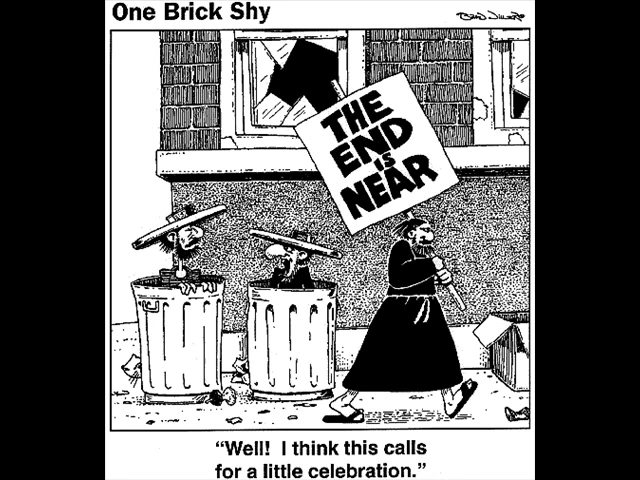 One Brick Shy
THE
END
IS
NEAR
“Well! I think this calls
for a little celebration.”